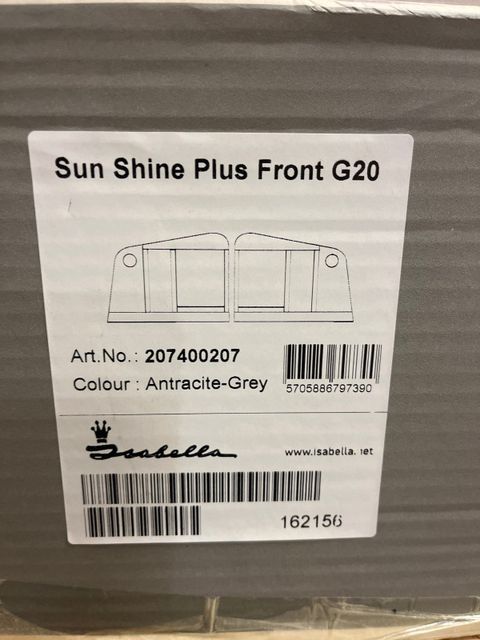 Sun Shine Plus Front G20
Art.No.: 207400207
Colour : Antracite-Grey
5705886797390
Isabella
www.isabella.net
162156